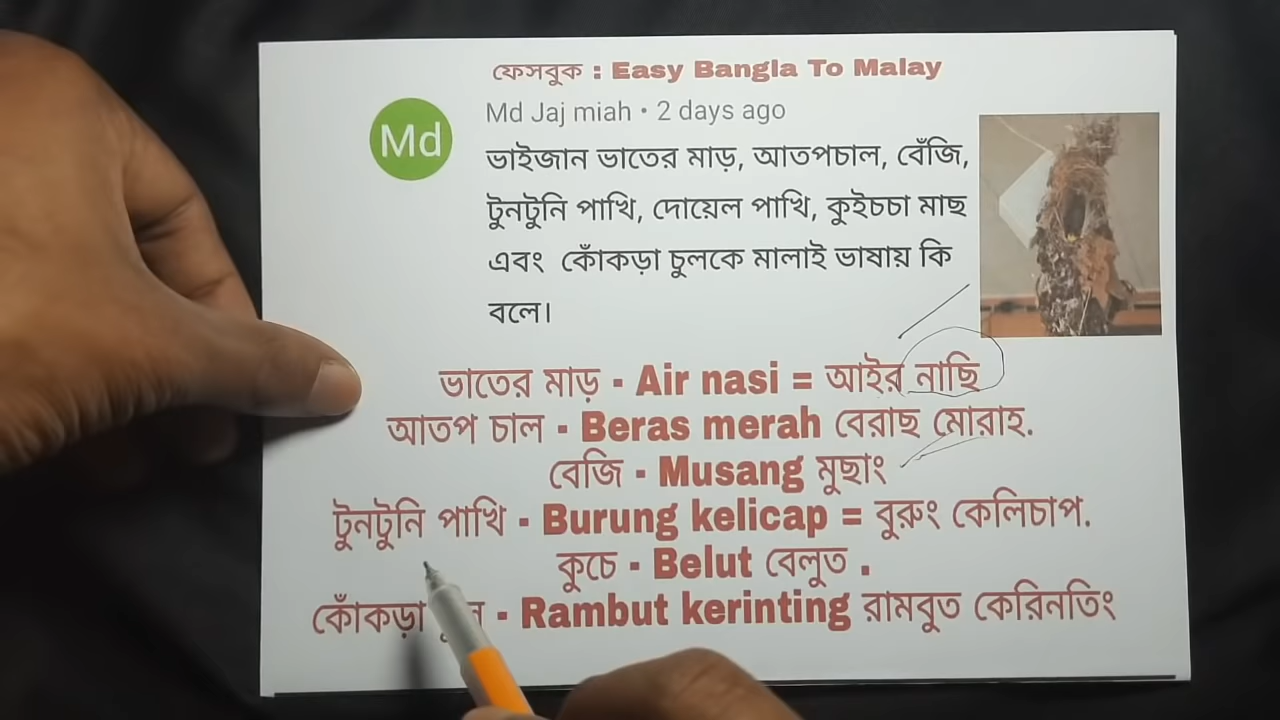 ফেসবুক : Easy Bangla To Malay
Md
Md Jaj miah • 2 days ago
ভাইজান ভাতের মাড়, আতপচাল, বেঁজি,
টুনটুনি পাখি, দোয়েল পাখি, কুইচচা মাছ
এবং কোঁকড়া চুলকে মালাই ভাষায় কি
বলে।
ভাতের মাড় - Air nasi = আইর নাছি
আতপ চাল - Beras merah বেরাছ মোরাহ.
বেজি - Musang মুছাং
টুনটুনি পাখি - Burung kelicap = বুরুং কেলিচাপ.
কুচে - Belut বেলুত .
কোঁকড়া - Rambut kerinting রামবুত কেরিনতিং